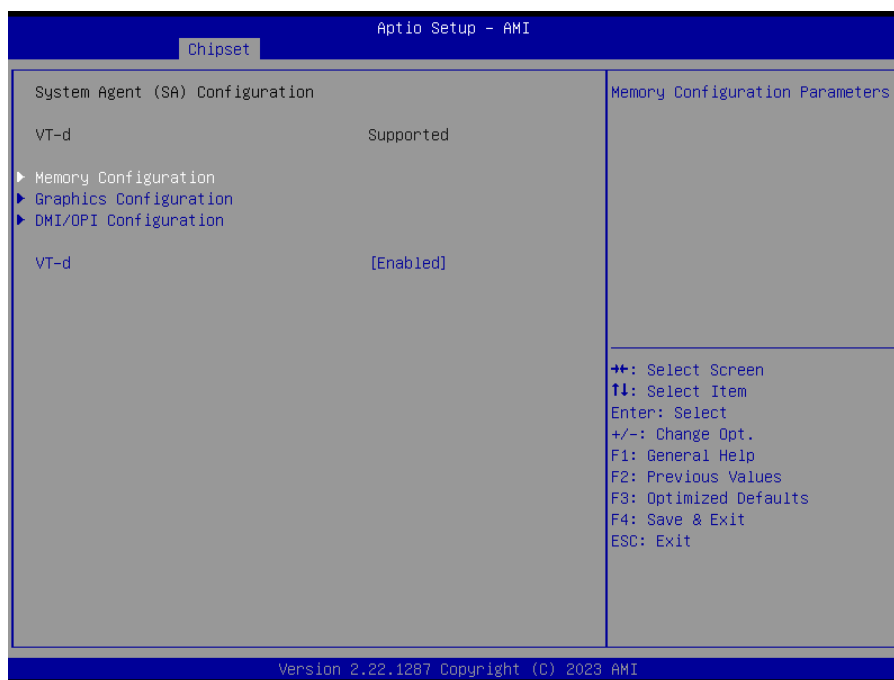 Aptio Setup – AMI
Chipset
System Agent (SA) Configuration
VT-d Supported
Memory Configuration
Graphics Configuration
DMI/OPI Configuration
VT-d [Enabled]
Memory Configuration Parameters
→←: Select Screen
↑↓: Select Item
Enter: Select
+/-: Change Opt.
F1: General Help
F2: Previous Values
F3: Optimized Defaults
F4: Save & Exit
ESC: Exit
Version 2.22.1287 Copyright (C) 2023 AMI